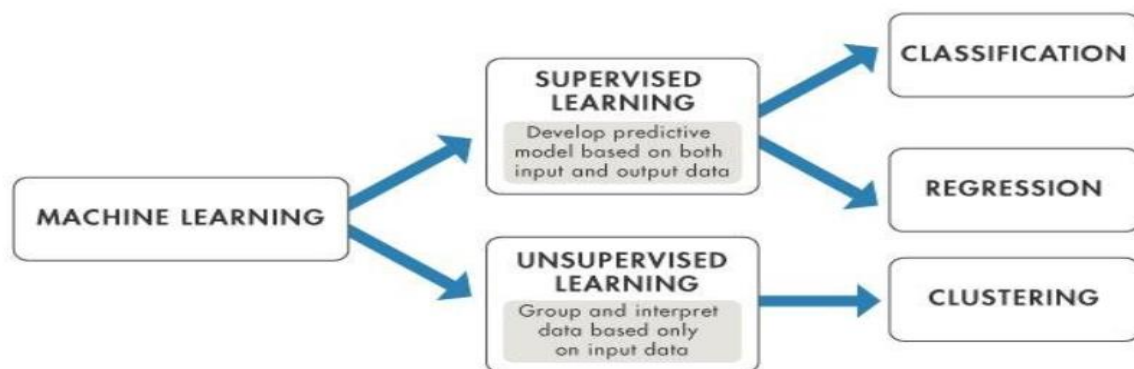 MACHINE LEARNING
SUPERVISED
LEARNING
Develop predictive
model based on both
input and output data
CLASSIFICATION
REGRESSION
UNSUPERVISED
LEARNING
Group and interpret
data based only
on input data
CLUSTERING